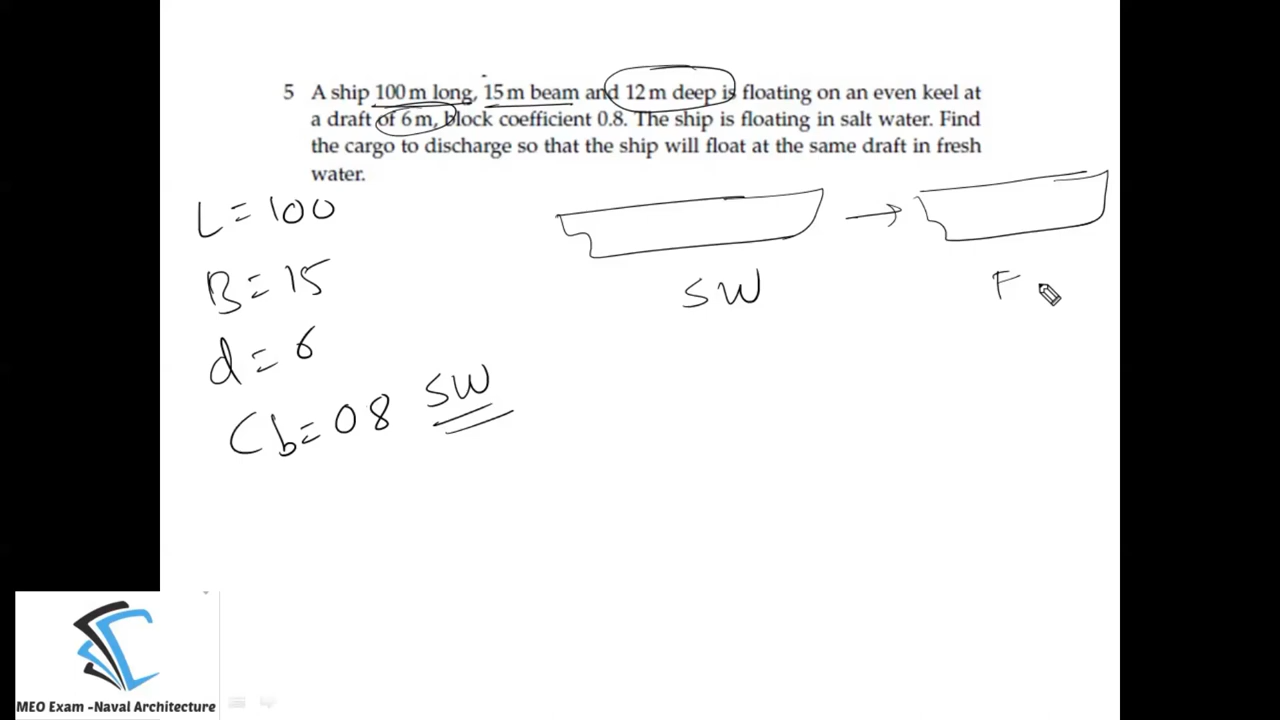 5 A ship 100 m long, 15 m beam and 12 m deep is floating on an even keel at
a draft of 6 m, block coefficient 0.8. The ship is floating in salt water. Find
the cargo to discharge so that the ship will float at the same draft in fresh
water.
L = 100
B = 15
d = 6
Cb = 08 SW
SW
F
MEO Exam -Naval Architecture